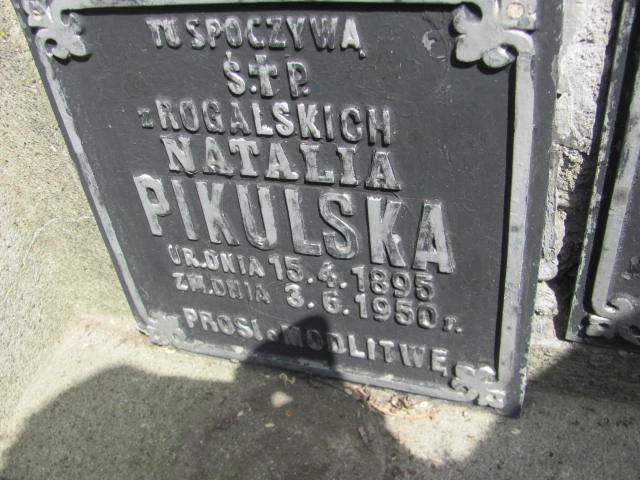 TU SPOCZYWA
Ś.†P.
z ROGALSKICH
NATALIA
PIKULSKA
UR. DNIA 15.4.1895
ZM. DNIA 3.6.1950 r.
PROSI o MODLITWĘ